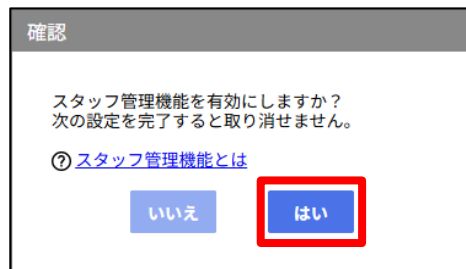 確認
スタッフ管理機能を有効にしますか?
次の設定を完了すると取り消せません。
? スタッフ管理機能とは
いいえ
はい